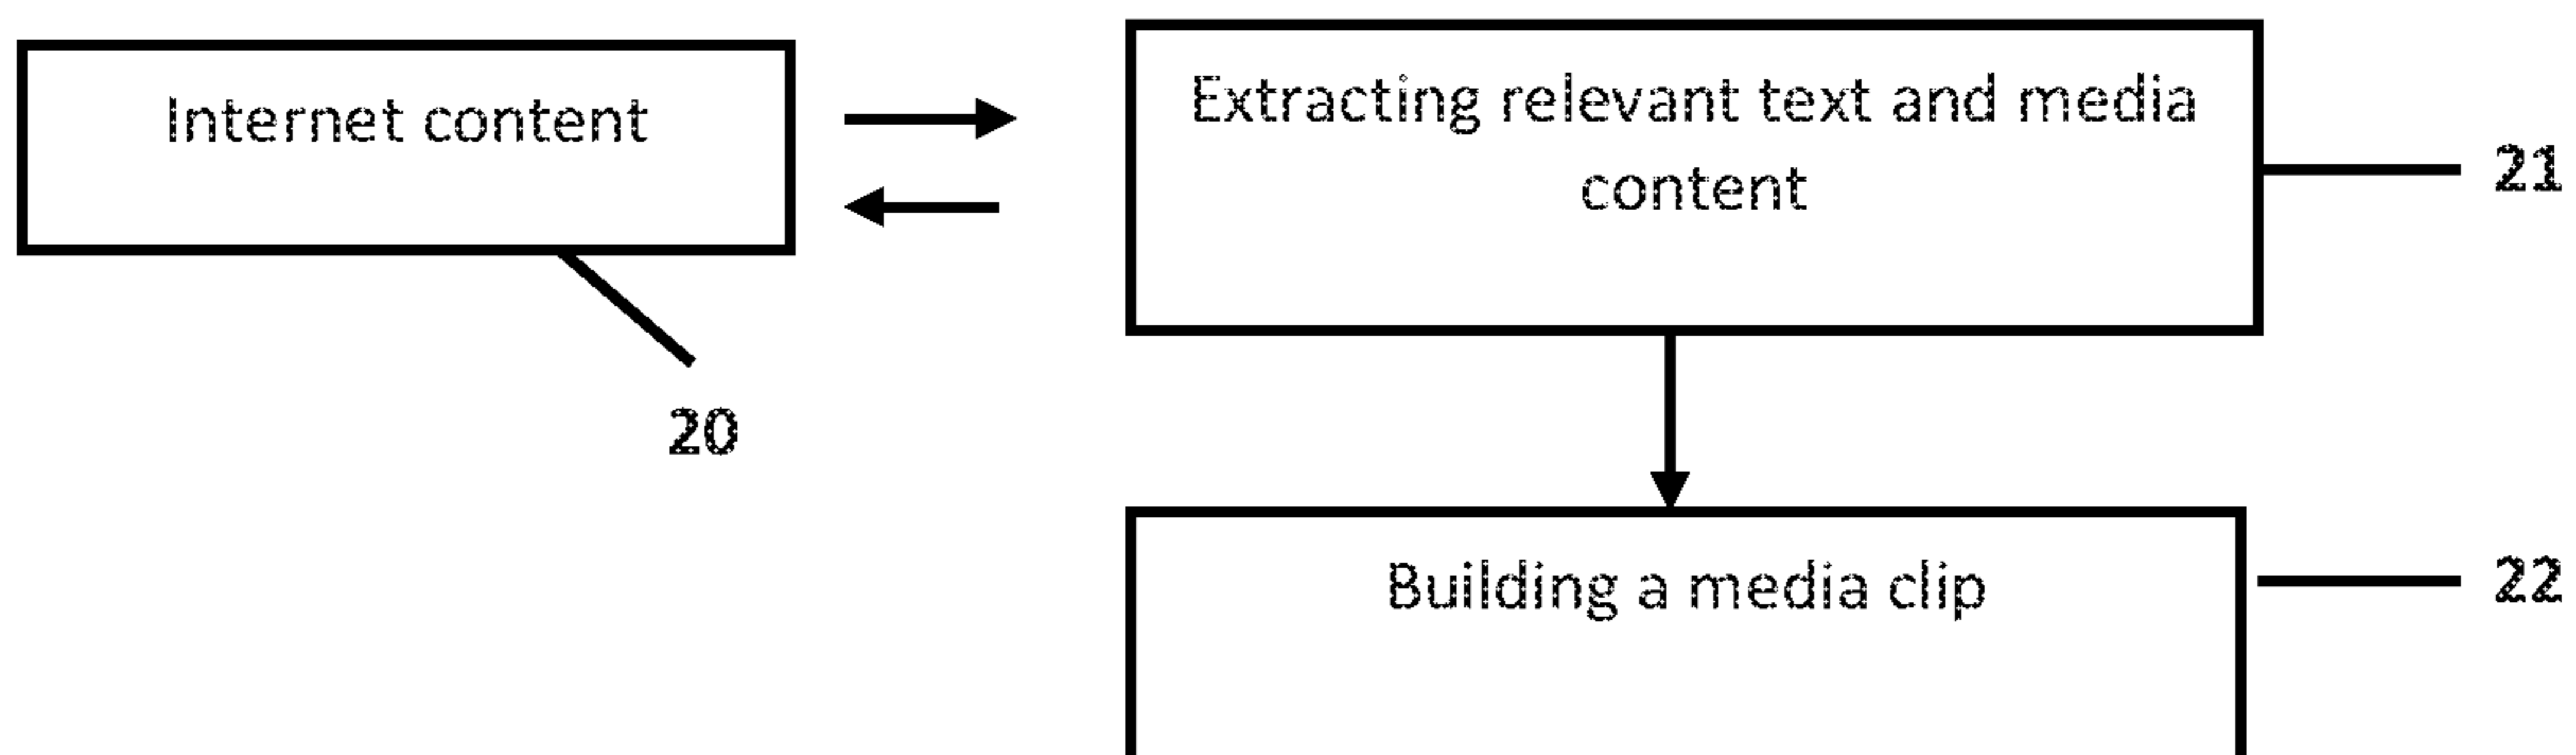 Internet content
Extracting relevant text and media
content
21
20
Building a media clip
22